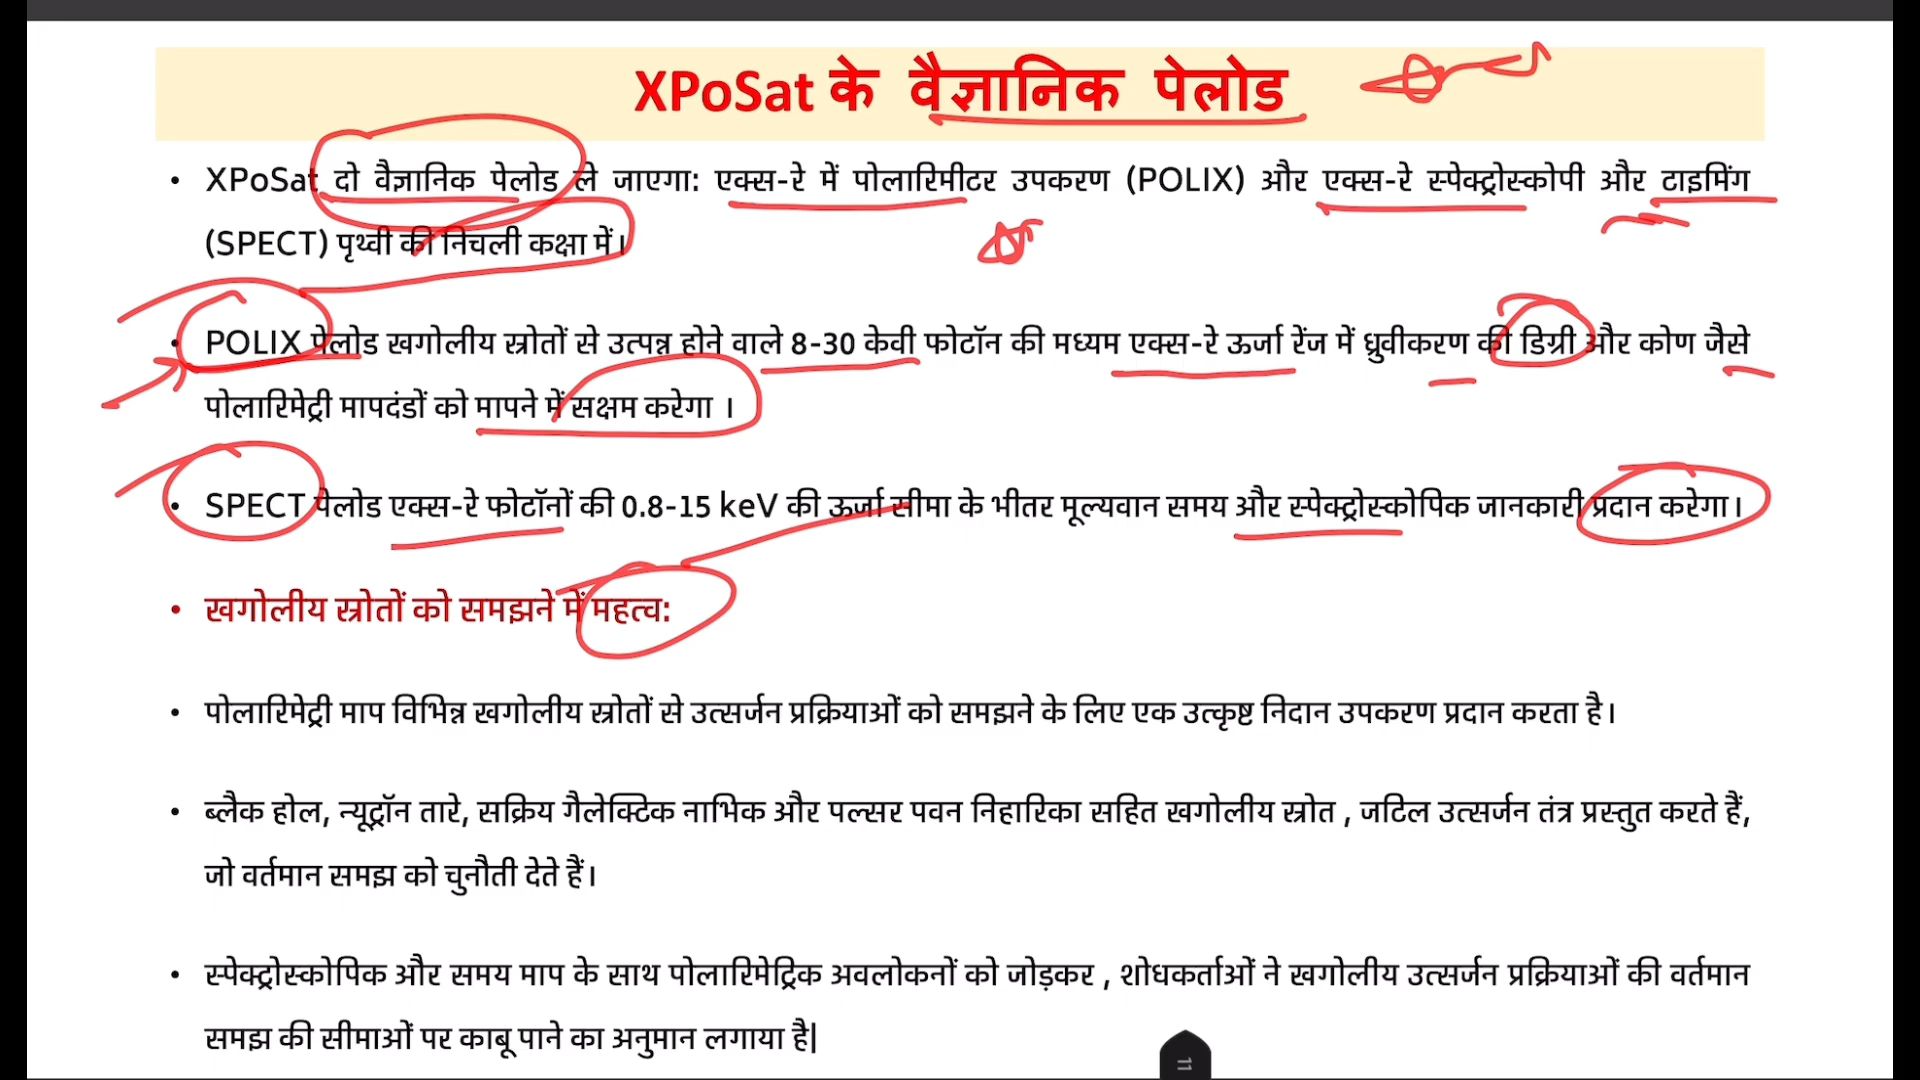 XPoSat के वैज्ञानिक पेलोड
• XPoSat दो वैज्ञानिक पेलोड ले जाएगा: एक्स-रे में पोलारिमीटर उपकरण (POLIX) और एक्स-रे स्पेक्ट्रोस्कोपी और टाइमिंग
(SPECT) पृथ्वी की निचली कक्षा में।
• POLIX पेलोड खगोलीय स्रोतों से उत्पन्न होने वाले 8-30 केवी फोटॉन की मध्यम एक्स-रे ऊर्जा रेंज में ध्रुवीकरण की डिग्री और कोण जैसे
पोलारिमेट्री मापदंडों को मापने में सक्षम करेगा ।
• SPECT पेलोड एक्स-रे फोटॉनों की 0.8-15 keV की ऊर्जा सीमा के भीतर मूल्यवान समय और स्पेक्ट्रोस्कोपिक जानकारी प्रदान करेगा।
• खगोलीय स्रोतों को समझने में महत्व:
• पोलारिमेट्री माप विभिन्न खगोलीय स्रोतों से उत्सर्जन प्रक्रियाओं को समझने के लिए एक उत्कृष्ट निदान उपकरण प्रदान करता है।
• ब्लैक होल, न्यूट्रॉन तारे, सक्रिय गैलेक्टिक नाभिक और पल्सर पवन निहारिका सहित खगोलीय स्रोत , जटिल उत्सर्जन तंत्र प्रस्तुत करते हैं,
जो वर्तमान समझ को चुनौती देते हैं।
• स्पेक्ट्रोस्कोपिक और समय माप के साथ पोलारिमेट्रिक अवलोकनों को जोड़कर , शोधकर्ताओं ने खगोलीय उत्सर्जन प्रक्रियाओं की वर्तमान
समझ की सीमाओं पर काबू पाने का अनुमान लगाया है|
11